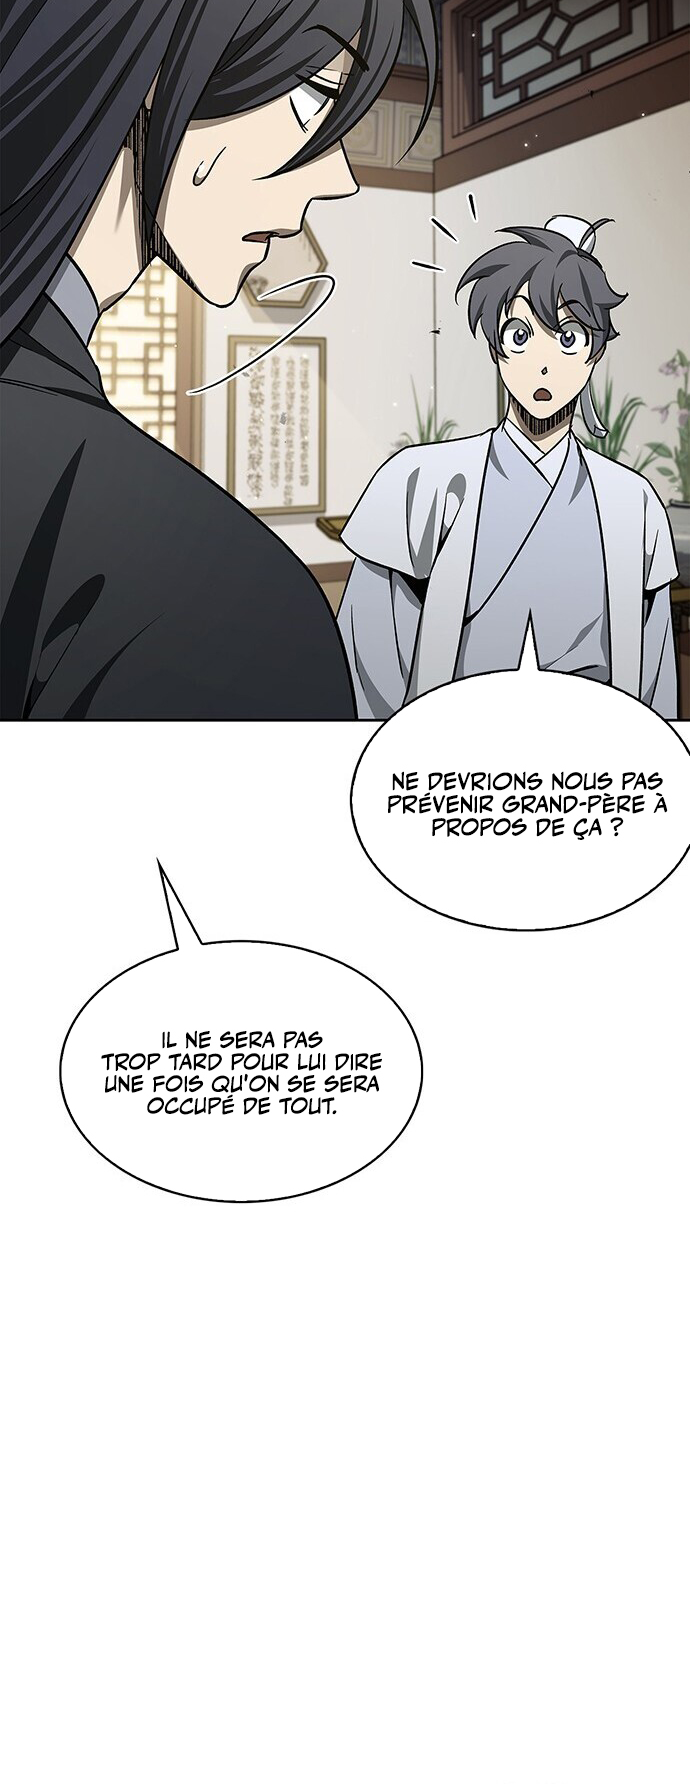 NE DEVRIONS NOUS PAS
PRÉVENIR GRAND-PÈRE À
PROPOS DE ÇA ?
IL NE SERA PAS
TROP TARD POUR LUI DIRE
UNE FOIS QU'ON SE SERA
OCCUPÉ DE TOUT.